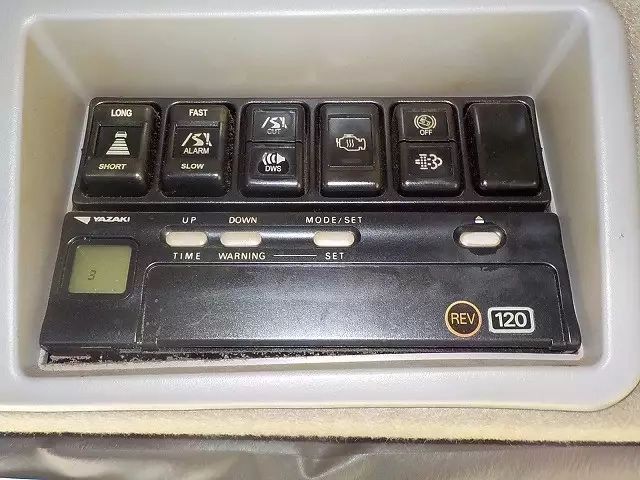 LONG
SHORT
FAST
ALARM
SLOW
CUT
DWS
OFF
YAZAKI
UP DOWN MODE/SET
TIME WARNING SET
3
REV 120